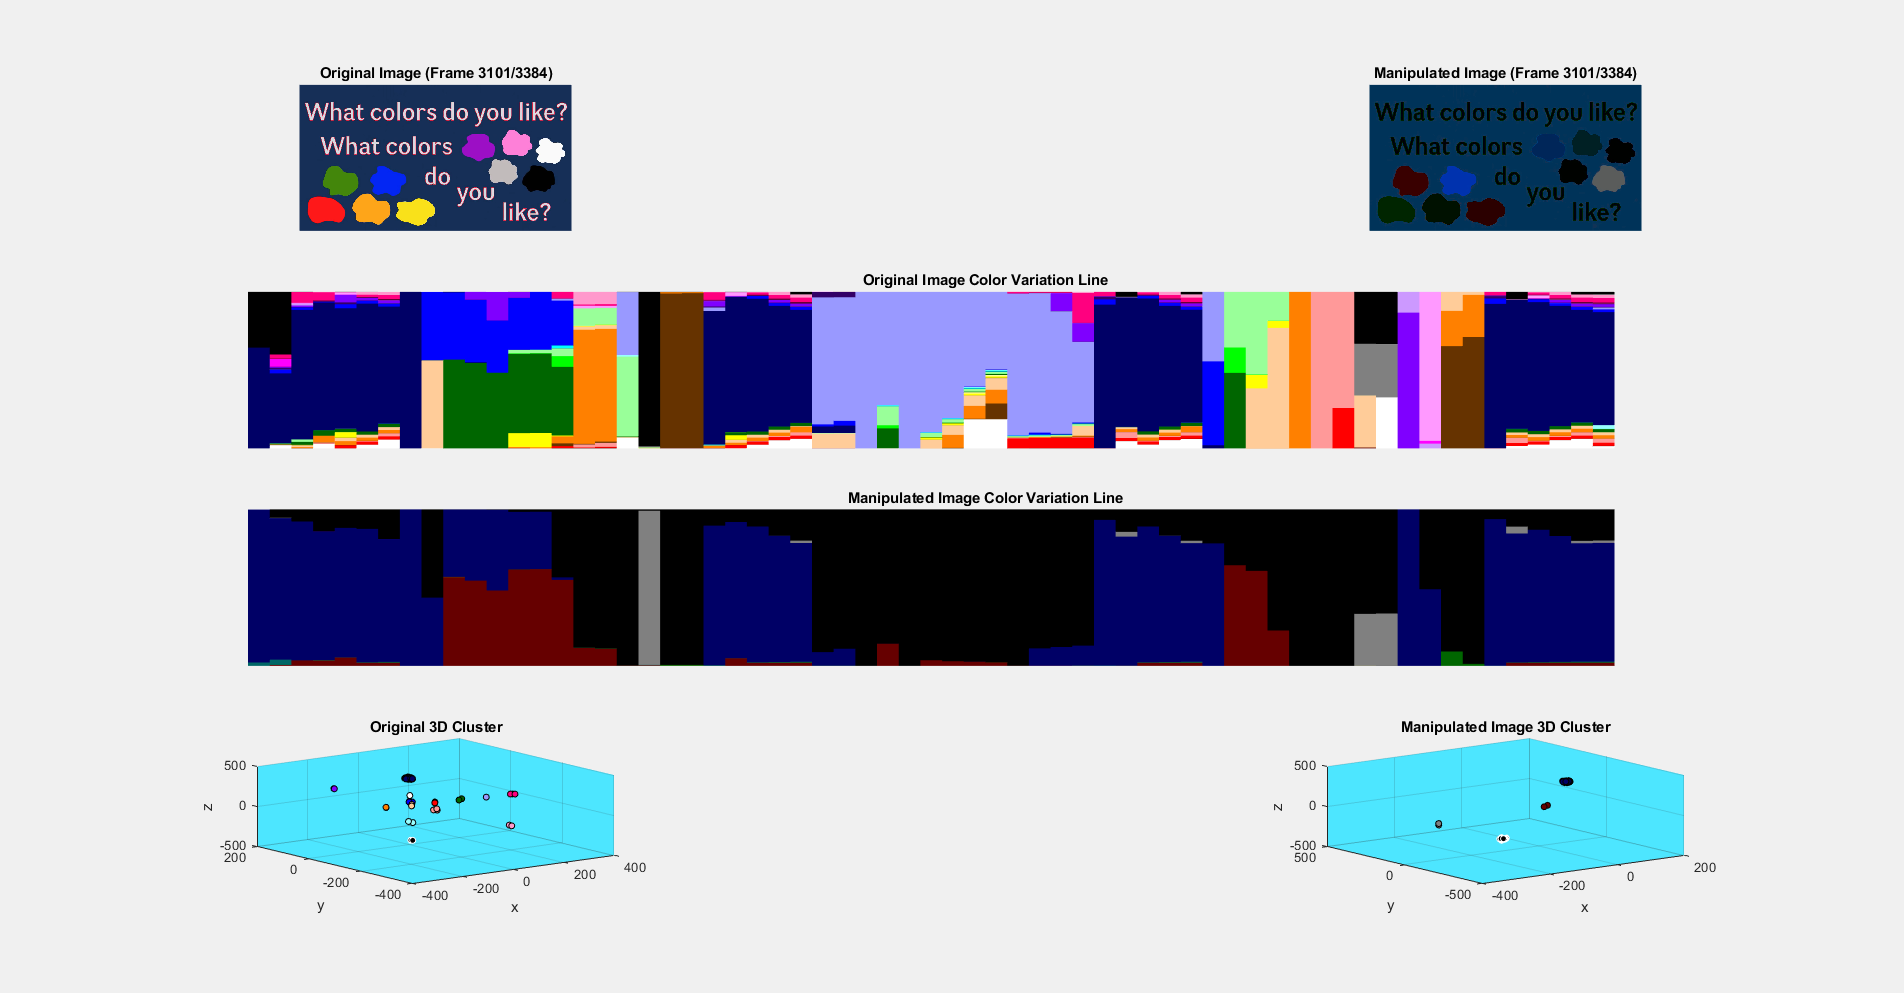 Original Image (Frame 3101/3384)
What colors do you like?
What colors
do
you
like?
Manipulated Image (Frame 3101/3384)
What colors do you like?
What colors
do
you
like?
Original Image Color Variation Line
Manipulated Image Color Variation Line
Original 3D Cluster
500
0
-500
z
200
0
-200
-400
y
-400
-200
0
200
400
x
Manipulated Image 3D Cluster
500
0
-500
z
500
0
-500
y
-400
-200
0
200
x